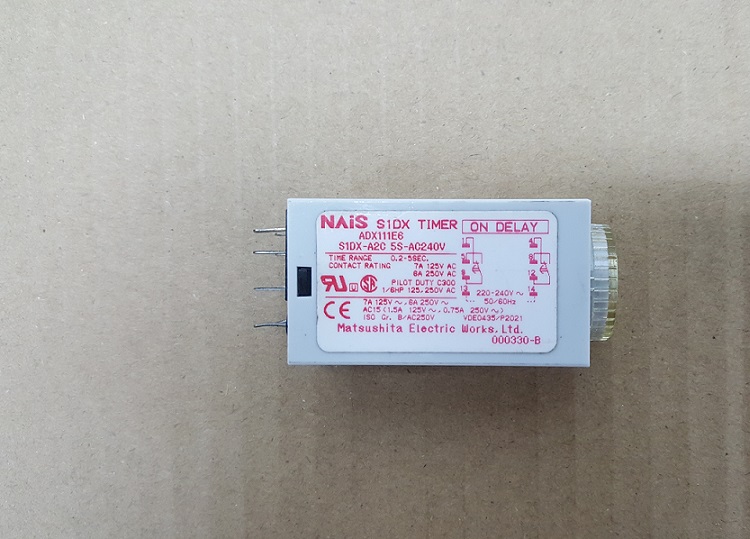 NAiS S1DX TIMER ON DELAY
ADX111E6
S1DX-A2C 5S-AC240V
TIME RANGE 0.2-5SEC.
CONTACT RATING 7A 125V AC
6A 250V AC
PILOT DUTY C300
1/6HP 125,250V AC
7A 125V～, 6A 250V～
AC15 (1.5A 125V～, 0.75A 250V～)
ISO Gr. B/AC250V VDE0435/P2021
CE
Matsushita Electric Works, Ltd.
000330-B
220-240V～
50/60Hz